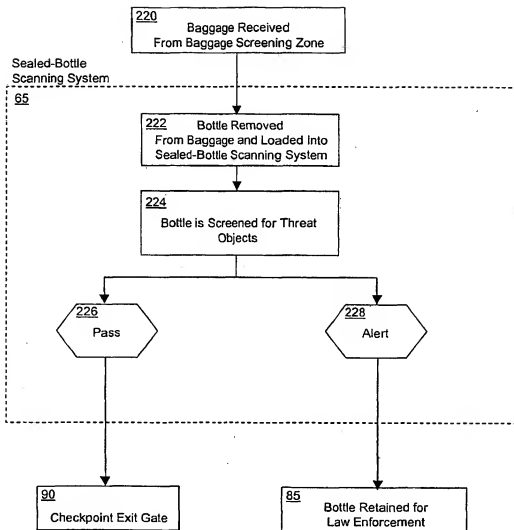 220
Baggage Received
From Baggage Screening Zone
Sealed-Bottle
Scanning System
65
222
Bottle Removed
From Baggage and Loaded Into
Sealed-Bottle Scanning System
224
Bottle is Screened for Threat
Objects
226
Pass
228
Alert
90
Checkpoint Exit Gate
85
Bottle Retained for
Law Enforcement